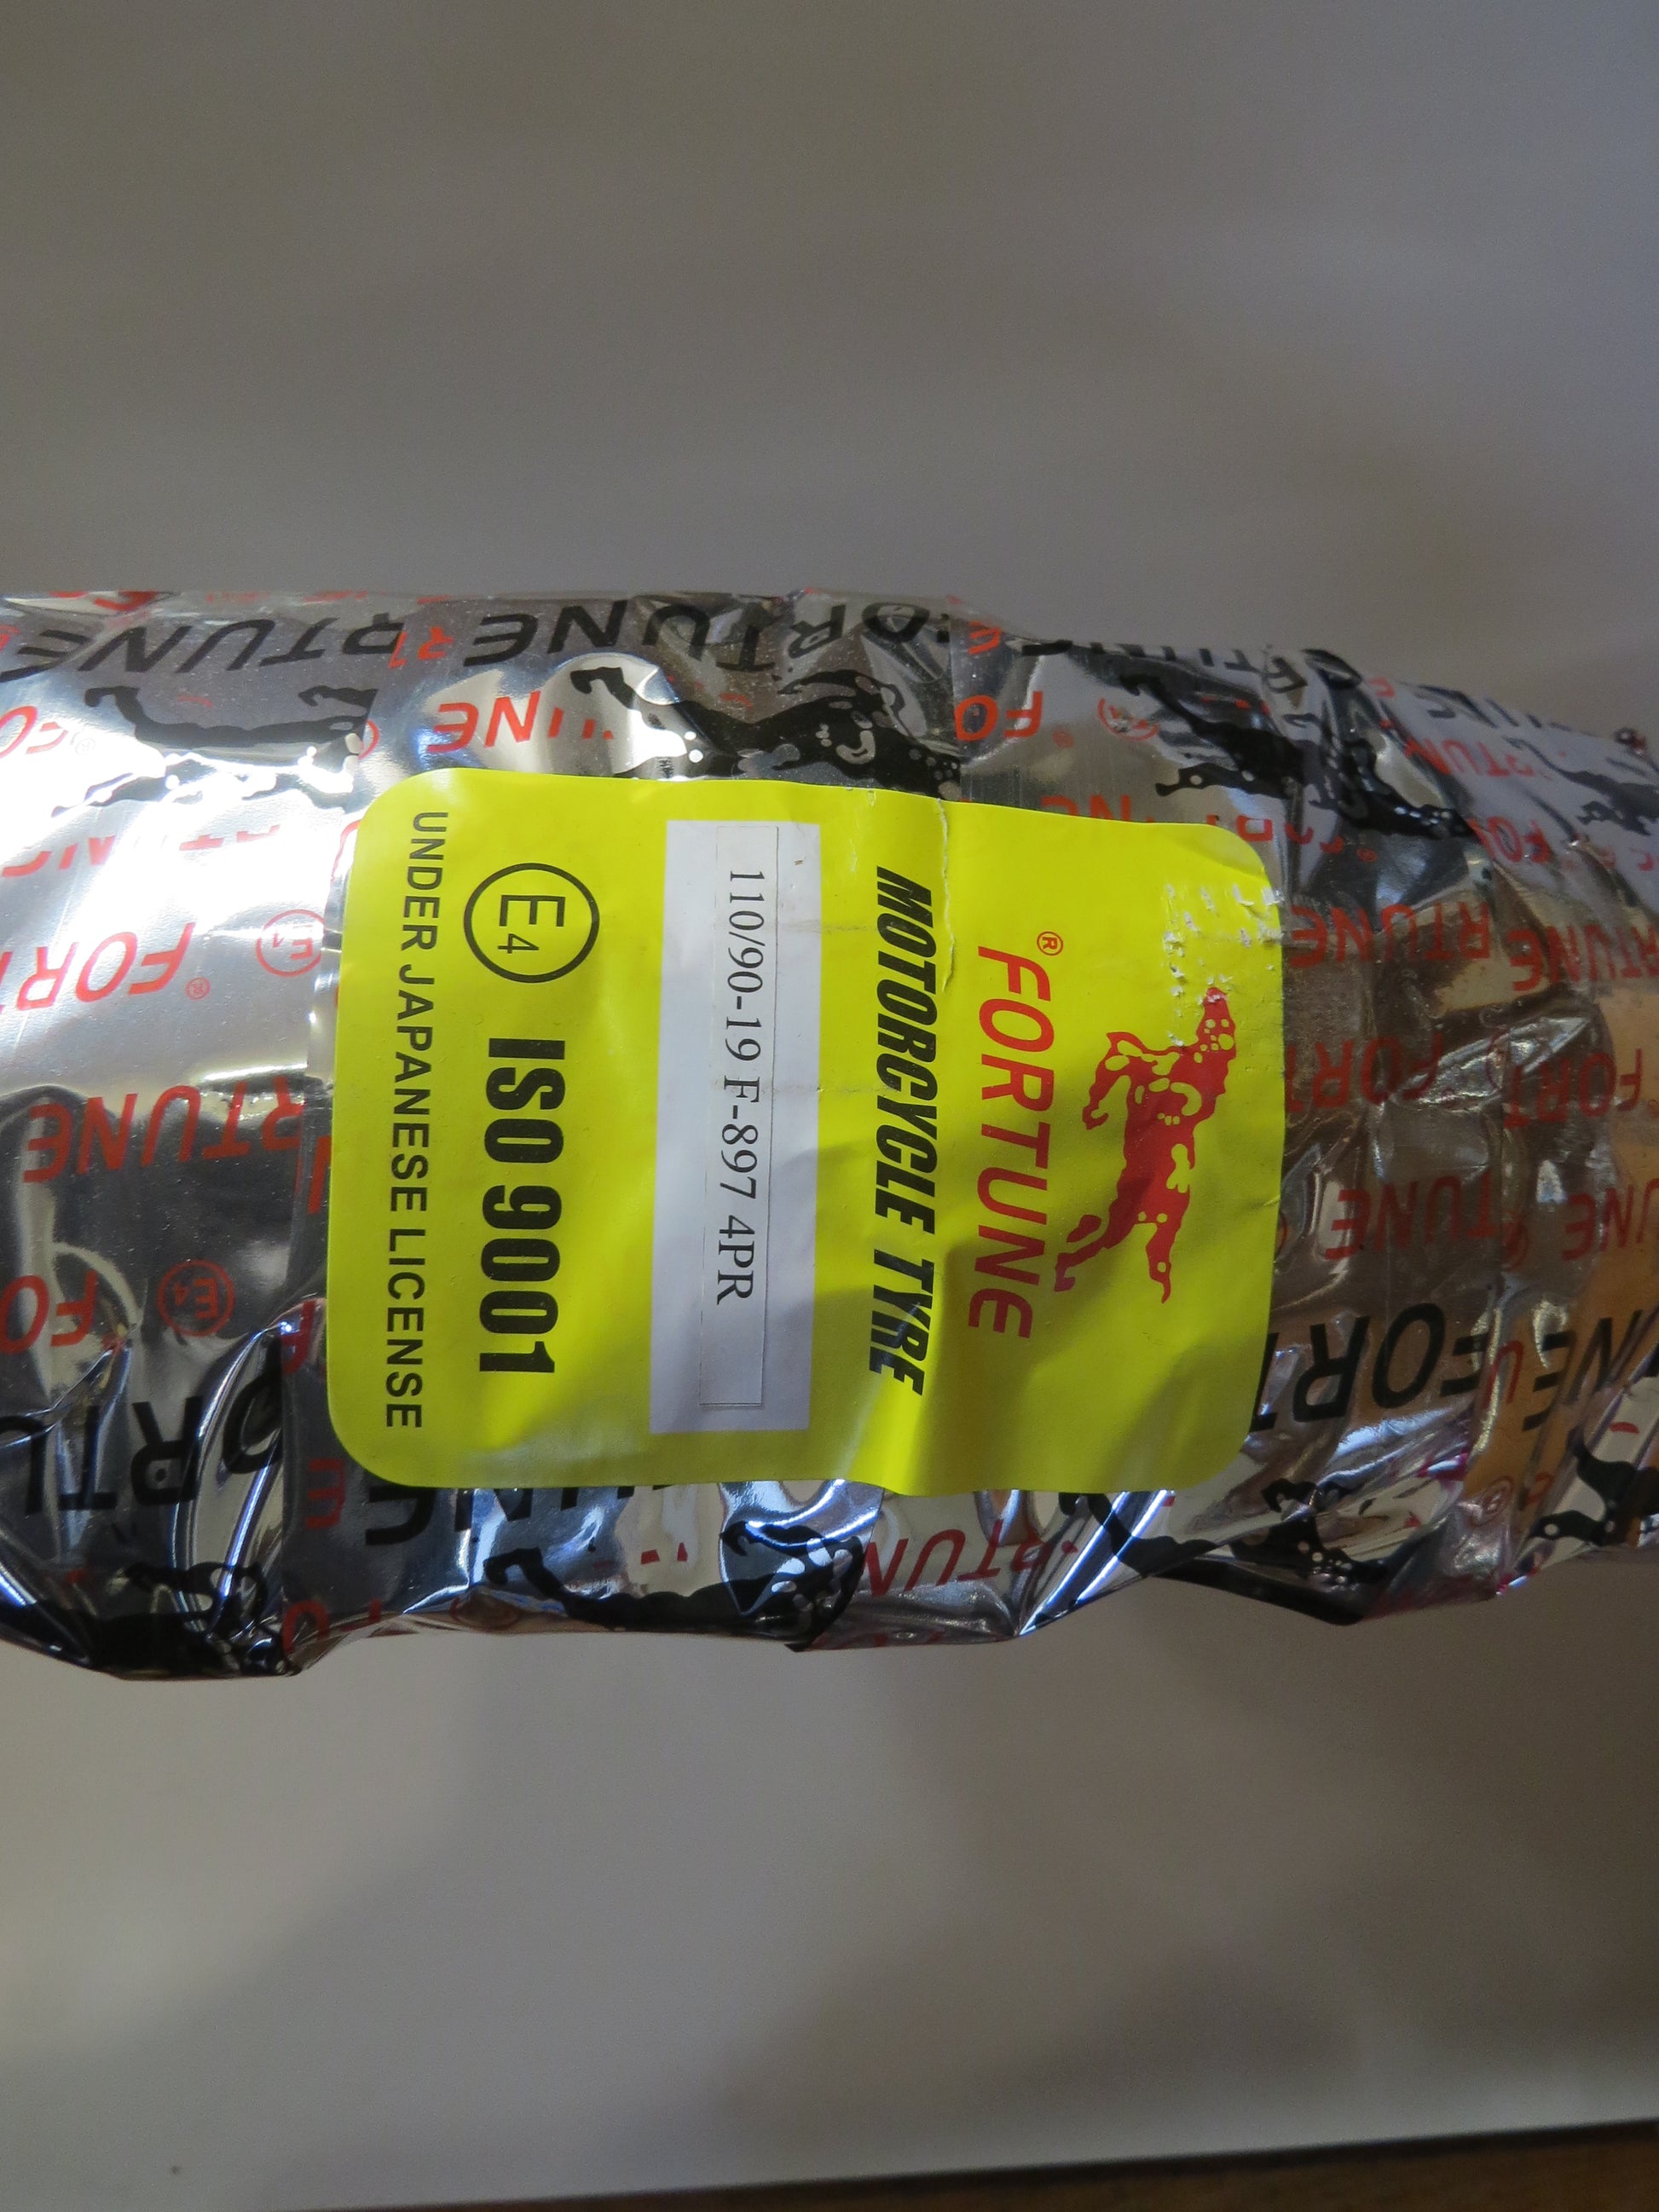 FORTUNE®
MOTORCYCLE TYRE
110/90-19 F-897 4PR
E4 ISO 9001
UNDER JAPANESE LICENSE